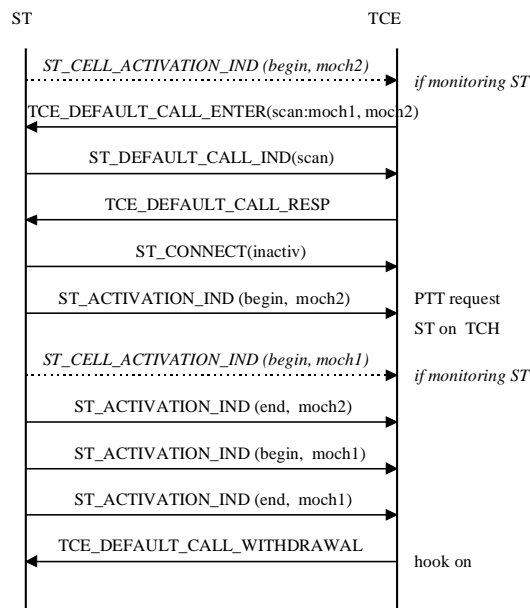 ST TCE
ST_CELL_ACTIVATION_IND (begin, moch2)
if monitoring ST
TCE_DEFAULT_CALL_ENTER(scan:moch1, moch2)
ST_DEFAULT_CALL_IND(scan)
TCE_DEFAULT_CALL_RESP
ST_CONNECT(inactiv)
ST_ACTIVATION_IND (begin, moch2) PTT request
ST on TCH
ST_CELL_ACTIVATION_IND (begin, moch1)
if monitoring ST
ST_ACTIVATION_IND (end, moch2)
ST_ACTIVATION_IND (begin, moch1)
ST_ACTIVATION_IND (end, moch1)
TCE_DEFAULT_CALL_WITHDRAWAL
hook on